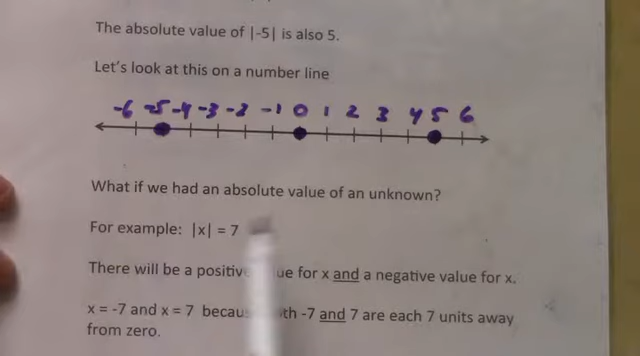 The absolute value of |-5| is also 5.
Let's look at this on a number line
-6 -5 -4 -3 -2 -1 0 1 2 3 4 5 6
What if we had an absolute value of an unknown?
For example: |x| = 7
There will be a positive ue for x and a negative value for x.
x = -7 and x = 7 becau th -7 and 7 are each 7 units away
from zero.